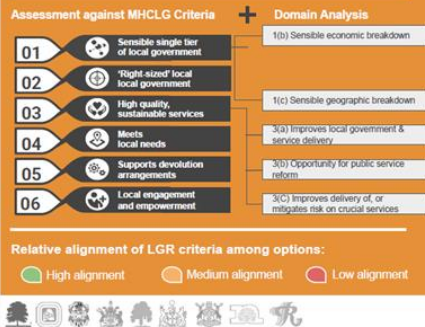 Assessment against MHCLG Criteria
+
Domain Analysis
01
Sensible single tier
of local government
02
‘Right-sized’ local
local government
03
High quality,
sustainable services
04
Meets
local needs
05
Supports devolution
arrangements
06
Local engagement
and empowerment
1(b) Sensible economic breakdown
1(c) Sensible geographic breakdown
3(a) Improves local government &
service delivery
3(b) Opportunity for public service
reform
3(C) Improves delivery of, or
mitigates risk on crucial services
Relative alignment of LGR criteria among options:
High alignment
Medium alignment
Low alignment